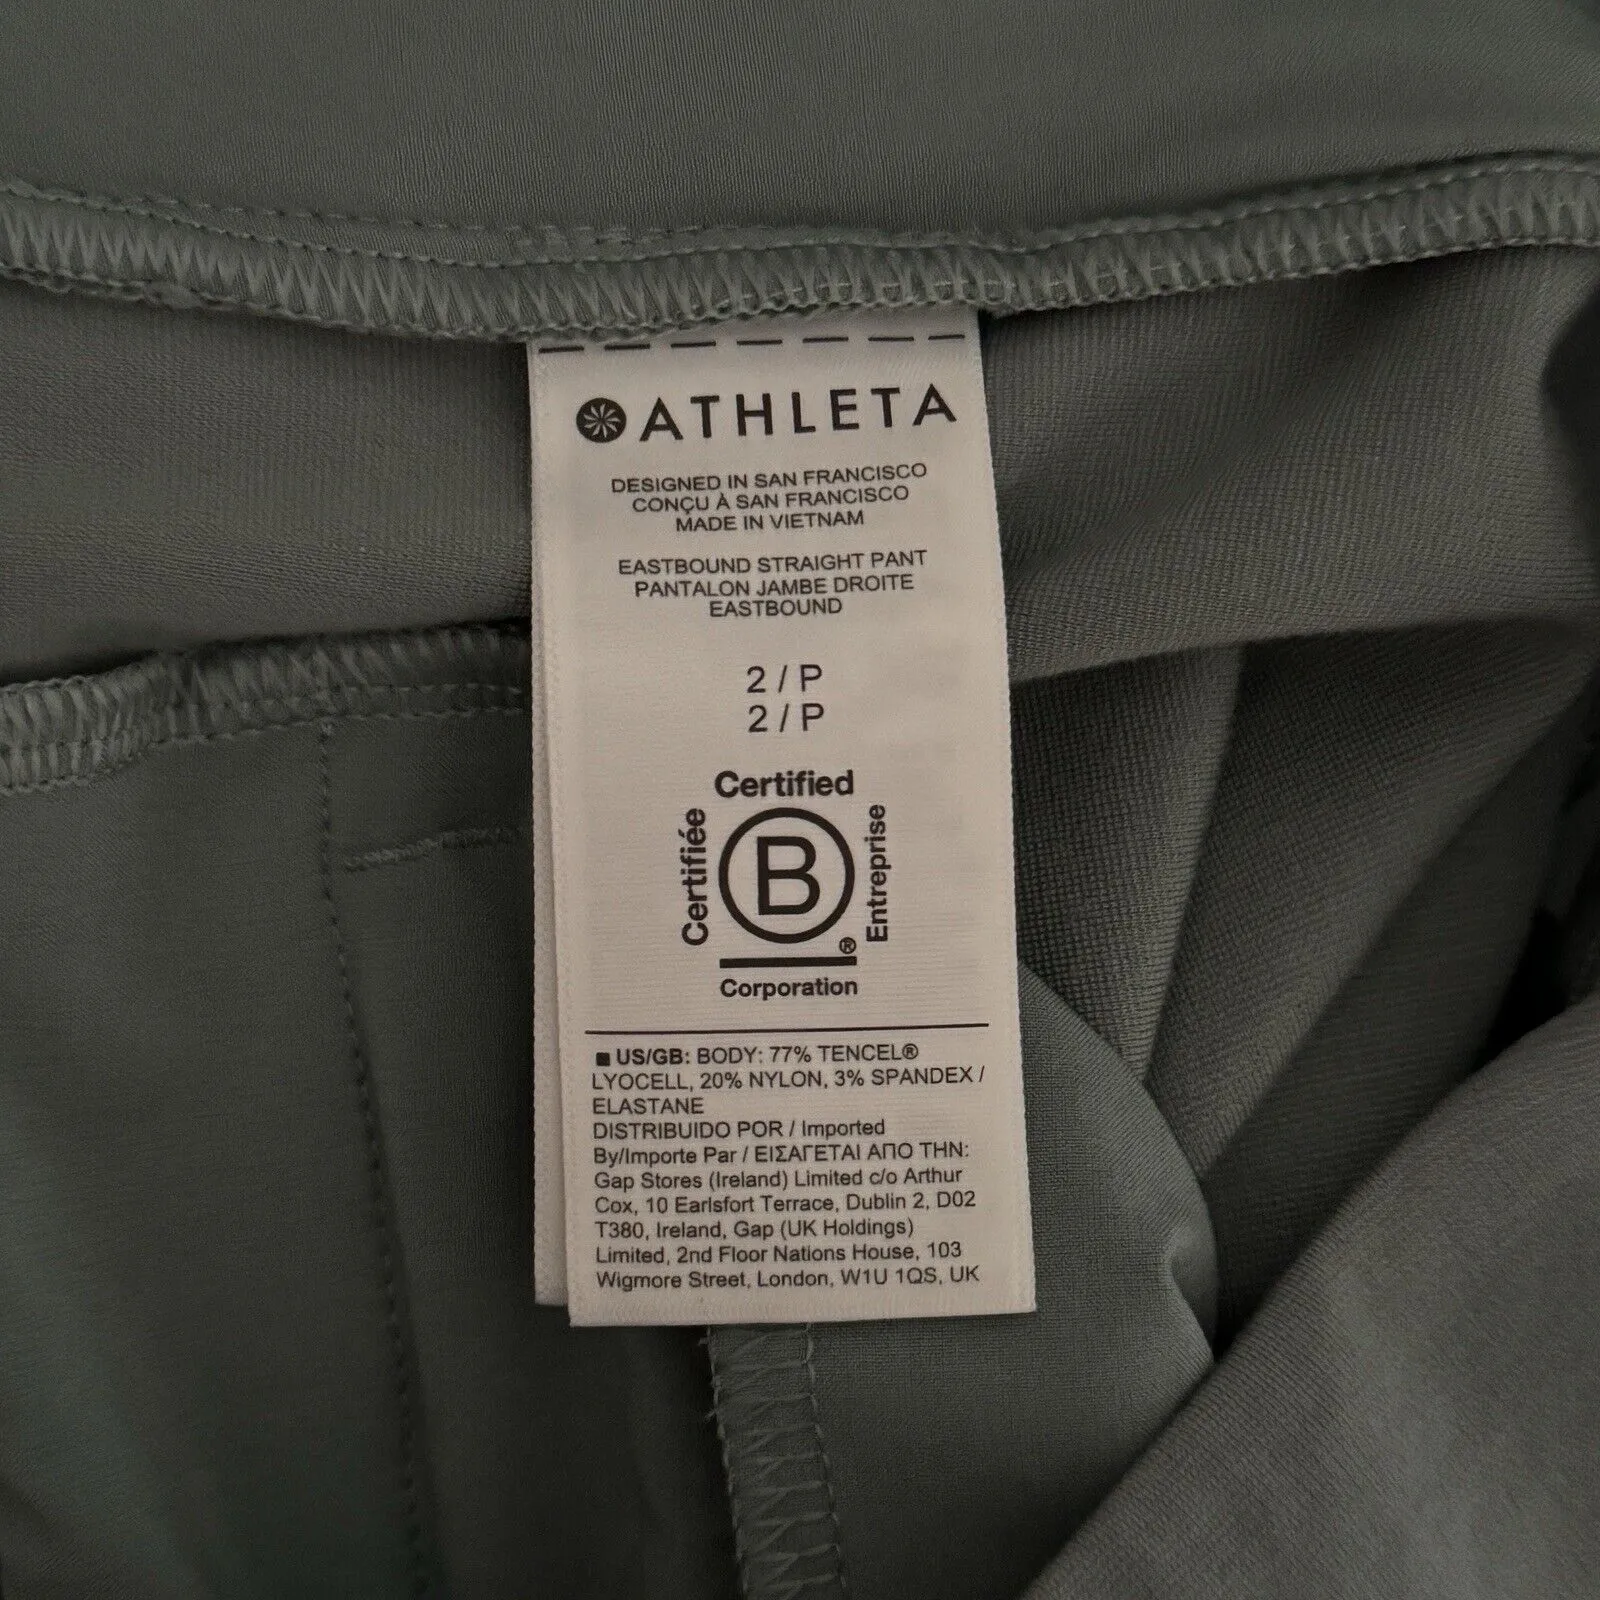 ATHLETA
DESIGNED IN SAN FRANCISCO
CONÇU À SAN FRANCISCO
MADE IN VIETNAM
EASTBOUND STRAIGHT PANT
PANTALON JAMBE DROITE
EASTBOUND
2 / P
2 / P
Certified
Certifiée
B
®
Entreprise
Corporation
US/GB: BODY: 77% TENCEL®
LYOCELL, 20% NYLON, 3% SPANDEX /
ELASTANE
DISTRIBUIDO POR / Imported
By/Importe Par / ΕΙΣΑΓΕΤΑΙ ΑΠΟ ΤΗΝ:
Gap Stores (Ireland) Limited c/o Arthur
Cox, 10 Earlsfort Terrace, Dublin 2, D02
T380, Ireland, Gap (UK Holdings)
Limited, 2nd Floor Nations House, 103
Wigmore Street, London, W1U 1QS, UK